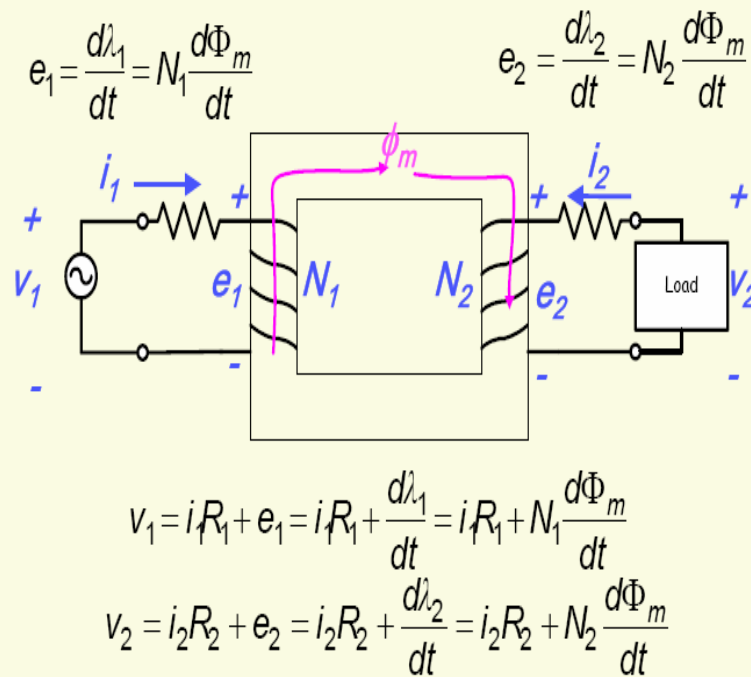 e₁ = dλ₁/dt = N₁ dΦₘ/dt
e₂ = dλ₂/dt = N₂ dΦₘ/dt
ϕₘ
i₁ + + i₂ +
+
v₁ e₁ N₁ N₂ e₂ Load v₂
- - - -
v₁ = i₁R₁ + e₁ = i₁R₁ + dλ₁/dt = i₁R₁ + N₁ dΦₘ/dt
v₂ = i₂R₂ + e₂ = i₂R₂ + dλ₂/dt = i₂R₂ + N₂ dΦₘ/dt